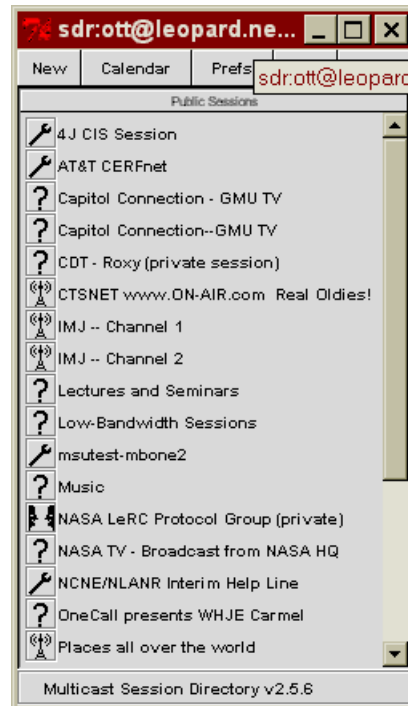 sdr:ott@leopard.ne...
New Calendar Prefs
sdr:ott@leopard
Public Sessions
4J CIS Session
AT&T CERFnet
Capitol Connection - GMU TV
Capitol Connection--GMU TV
CDT - Roxy (private session)
CTSNET www.ON-AIR.com Real Oldies!
IMJ -- Channel 1
IMJ -- Channel 2
Lectures and Seminars
Low-Bandwidth Sessions
msutest-mbone2
Music
NASA LeRC Protocol Group (private)
NASA TV - Broadcast from NASA HQ
NCNE/NLANR Interim Help Line
OneCall presents WHJE Carmel
Places all over the world
Multicast Session Directory v2.5.6